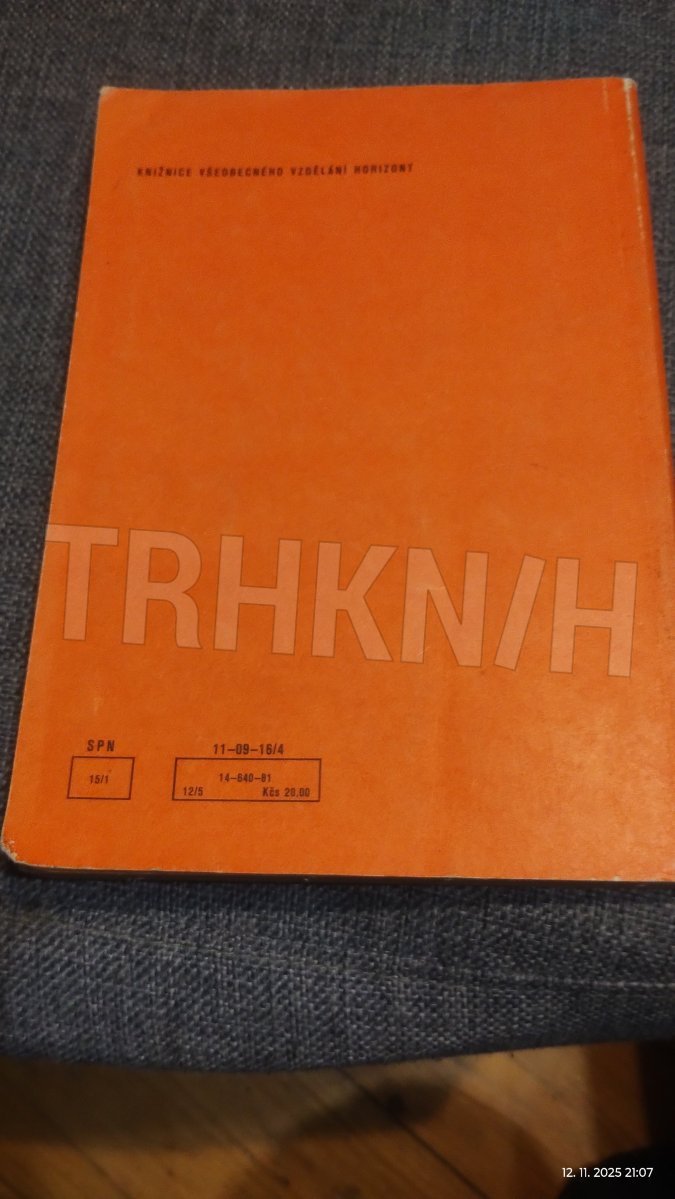 KNIŽNICE VŠEOBECNÉHO VZDĚLÁNÍ HORIZONT
TRHKN/H
SPN
15/1
11–09–16/4
14–640–81
12/5 Kčs 20,00
12. 11. 2025 21:07